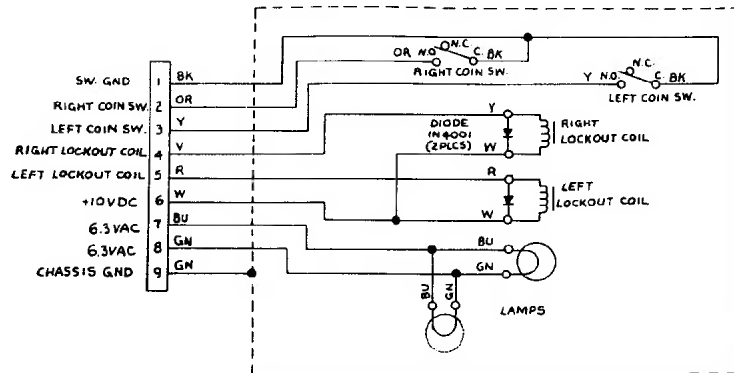 SW. GND 1 BK
RIGHT COIN SW. 2 OR
LEFT COIN SW. 3 Y
RIGHT LOCKOUT COIL 4 V
LEFT LOCKOUT COIL 5 R
+10VDC 6 W
6.3VAC 7 BU
6.3VAC 8 GN
CHASSIS GND 9 GN
OR N.O. N.C. C. BK
RIGHT COIN SW.
Y N.O. N.C. C. BK
LEFT COIN SW.
Y
DIODE
IN4001
(2PLCS)
W
RIGHT
LOCKOUT COIL
R
W
LEFT
LOCKOUT COIL
BU
GN
BU
GN
LAMPS